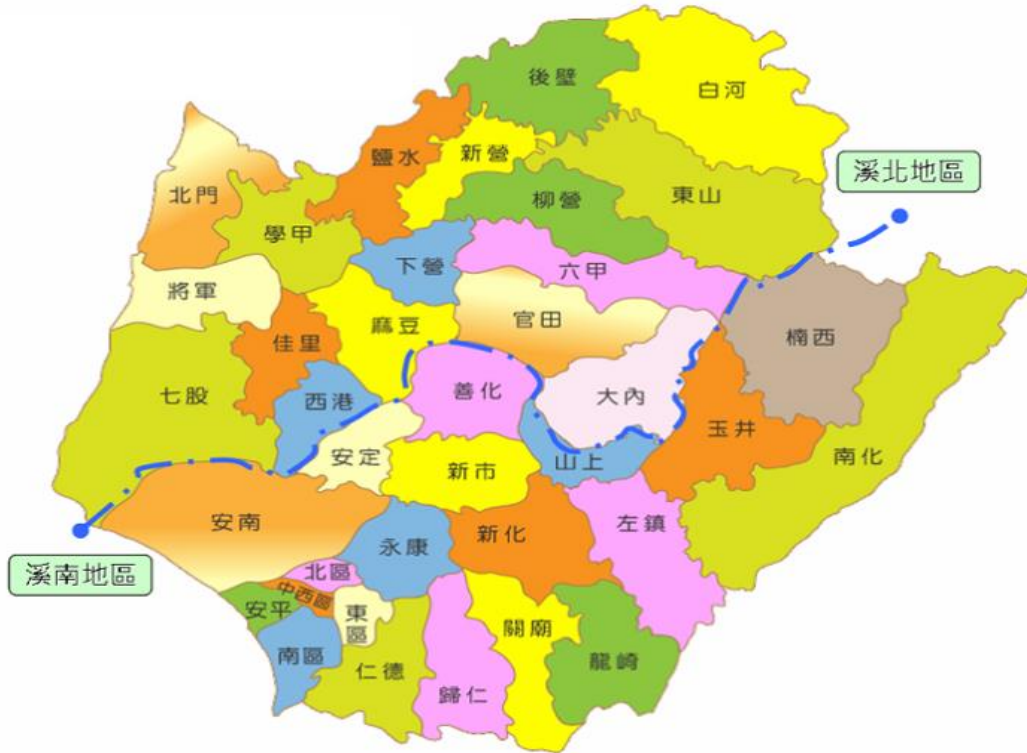 後壁
白河
鹽水
新營
溪北地區
北門
柳營
東山
學甲
下營
六甲
將軍
官田
麻豆
佳里
楠西
七股
西港
善化
大內
玉井
安定
新市
山上
南化
安南
新化
左鎮
永康
溪南地區
北區
中西區
安平
東區
關廟
南區
仁德
龍崎
歸仁